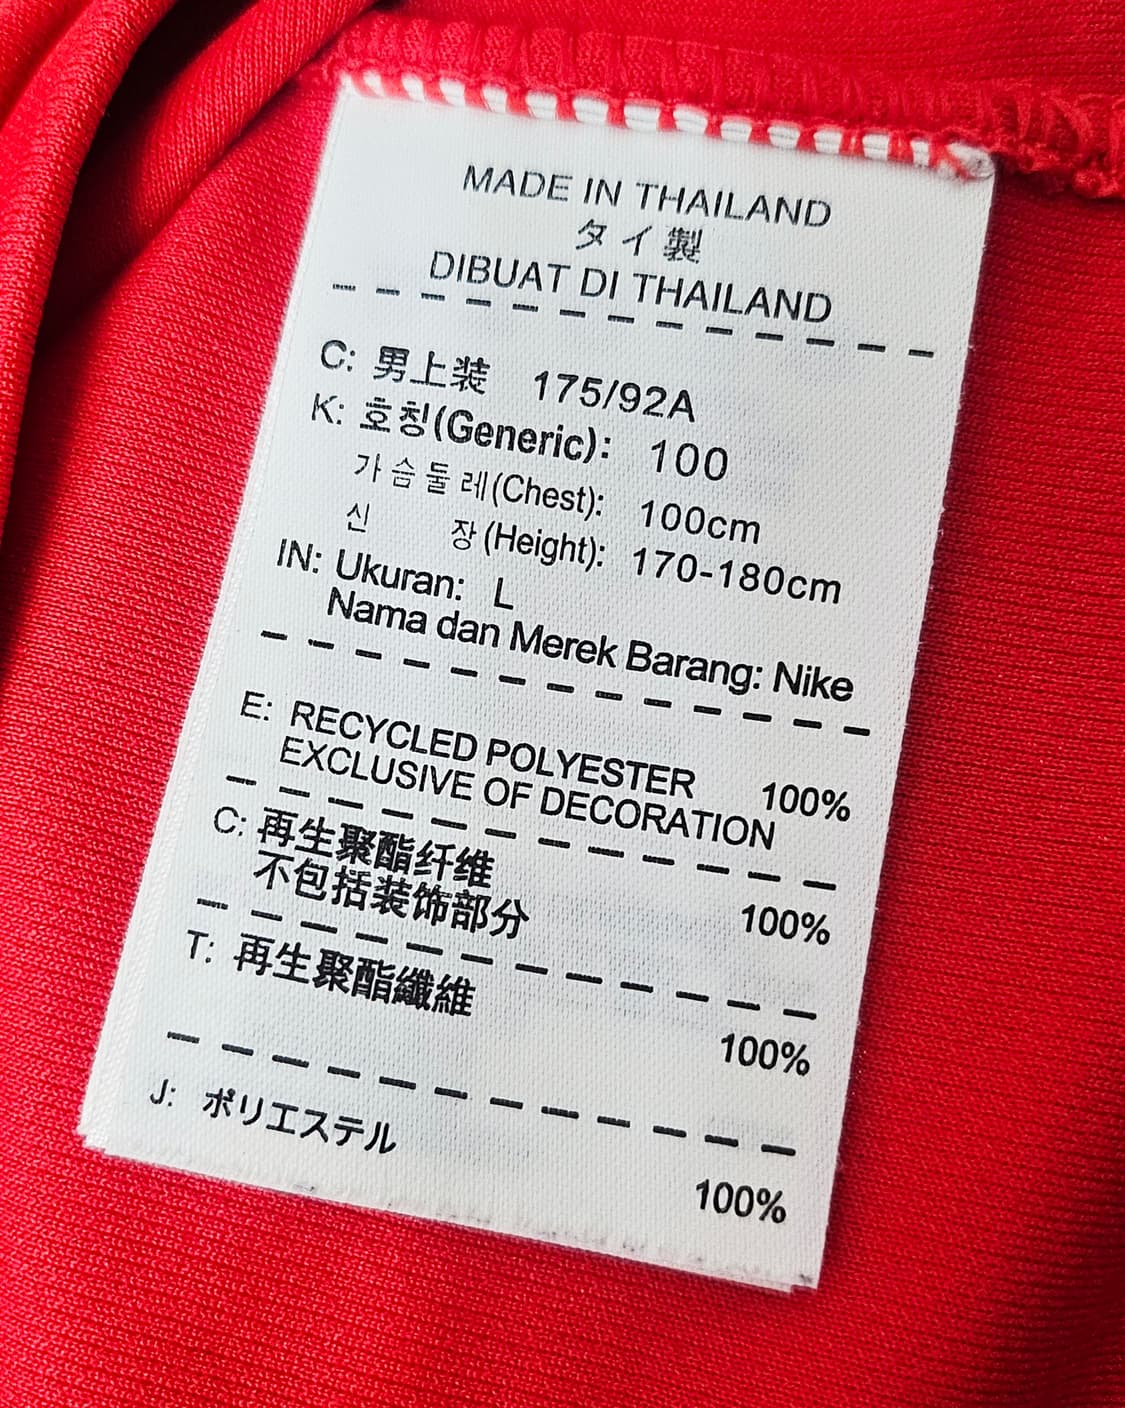 MADE IN THAILAND
タイ製
DIBUAT DI THAILAND
C: 男上装 175/92A
K: 호칭(Generic): 100
가슴둘레(Chest): 100cm
신 장(Height): 170-180cm
IN: Ukuran: L
Nama dan Merek Barang: Nike
E: RECYCLED POLYESTER 100%
EXCLUSIVE OF DECORATION
C: 再生聚酯纤维 100%
不包括装饰部分
T: 再生聚酯纖維 100%
J: ポリエステル 100%